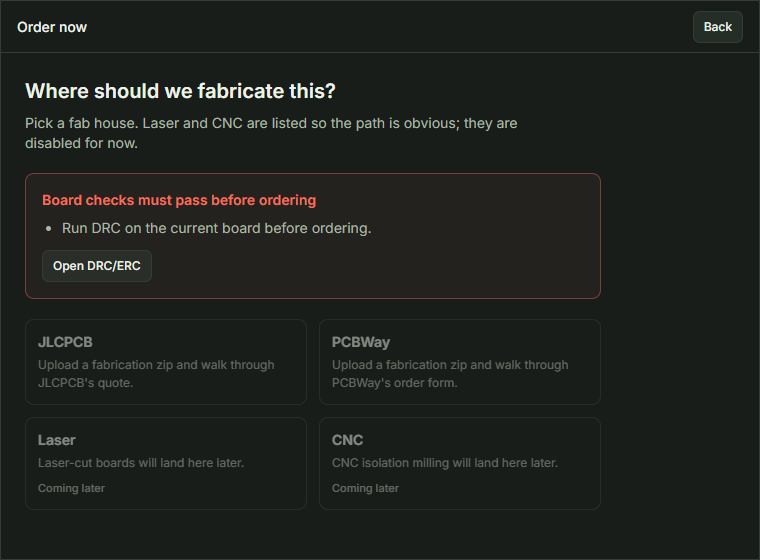 Order now
Back
Where should we fabricate this?
Pick a fab house. Laser and CNC are listed so the path is obvious; they are
disabled for now.
Board checks must pass before ordering
• Run DRC on the current board before ordering.
Open DRC/ERC
JLCPCB
Upload a fabrication zip and walk through
JLCPCB's quote.
PCBWay
Upload a fabrication zip and walk through
PCBWay's order form.
Laser
Laser-cut boards will land here later.
Coming later
CNC
CNC isolation milling will land here later.
Coming later